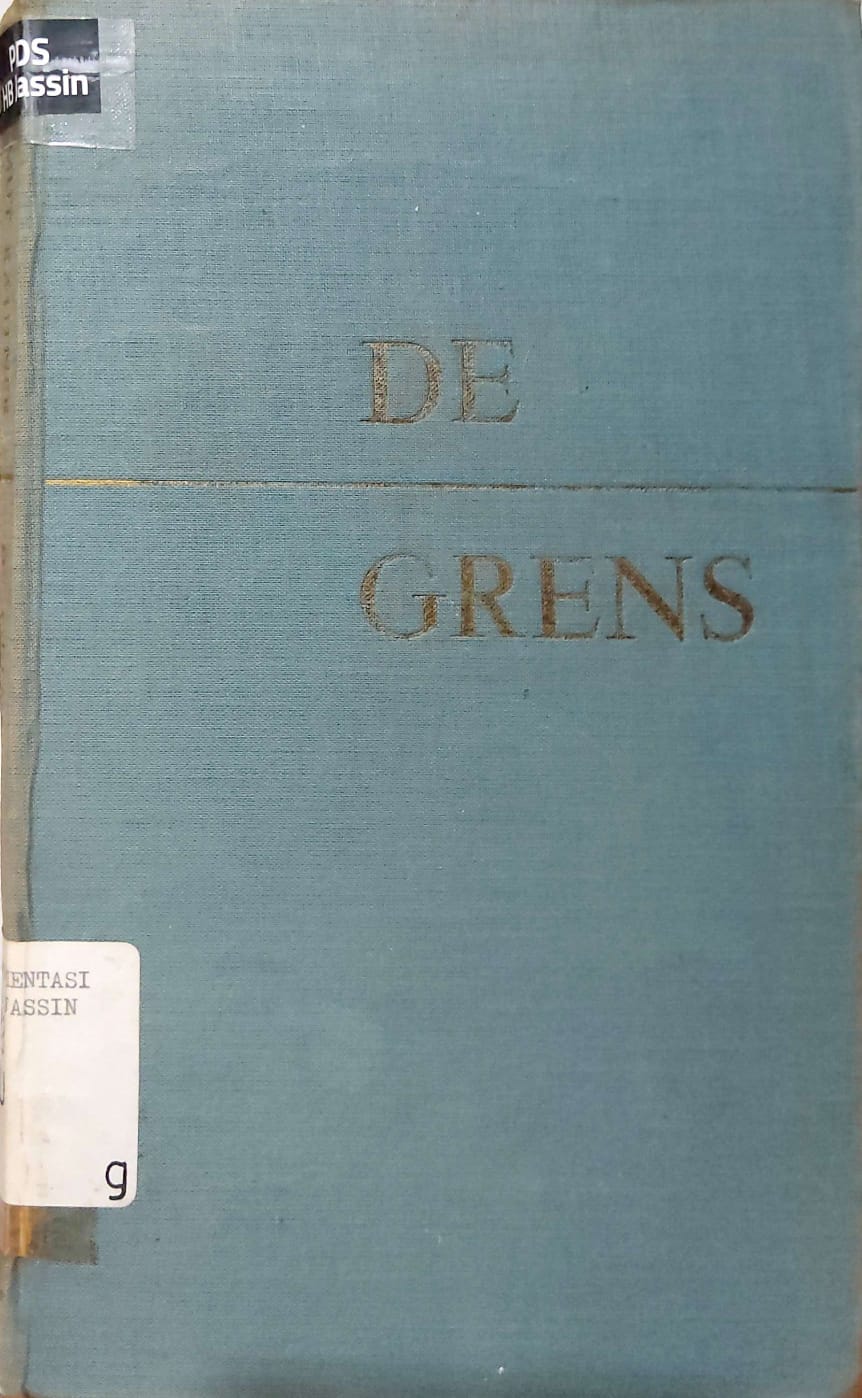 PDS
HB Jassin
DE
GRENS
ENTASI
JASSIN
g